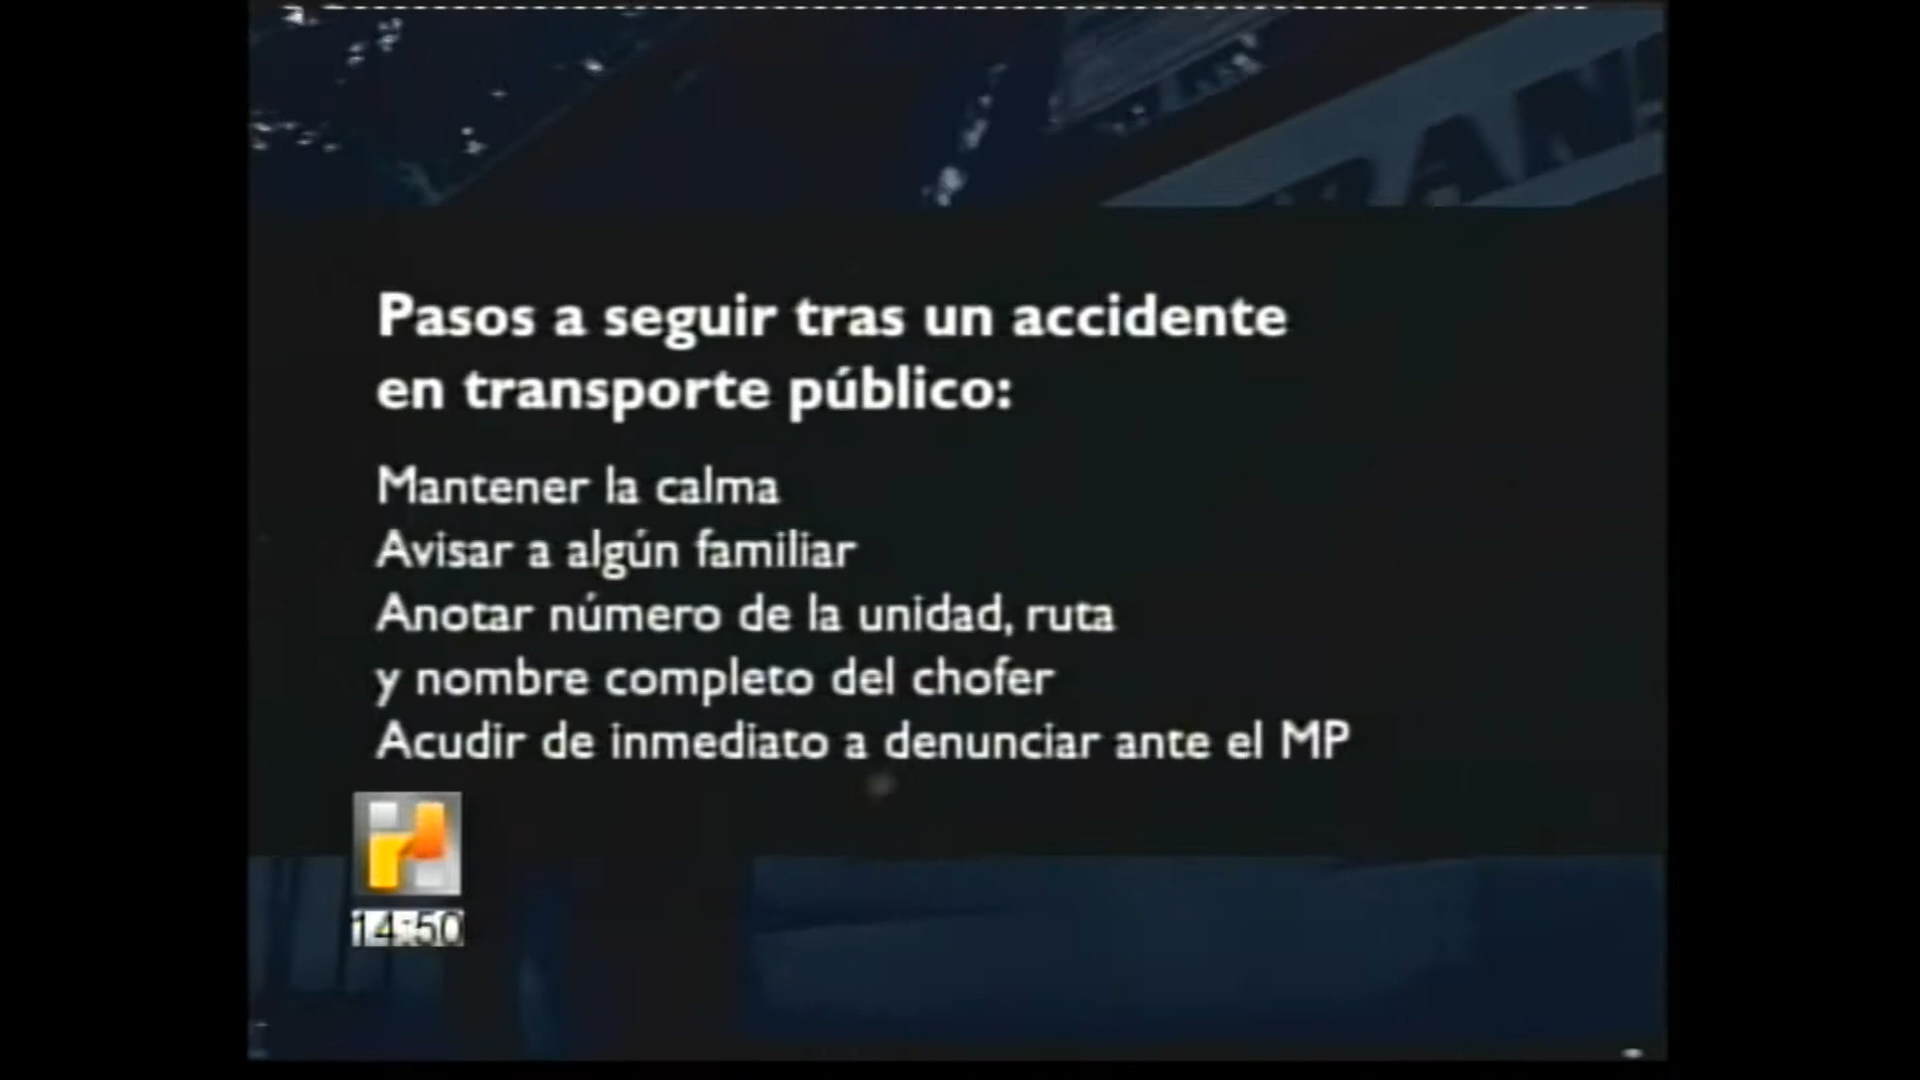 Pasos a seguir tras un accidente
en transporte público:
Mantener la calma
Avisar a algún familiar
Anotar número de la unidad, ruta
y nombre completo del chofer
Acudir de inmediato a denunciar ante el MP
14:50